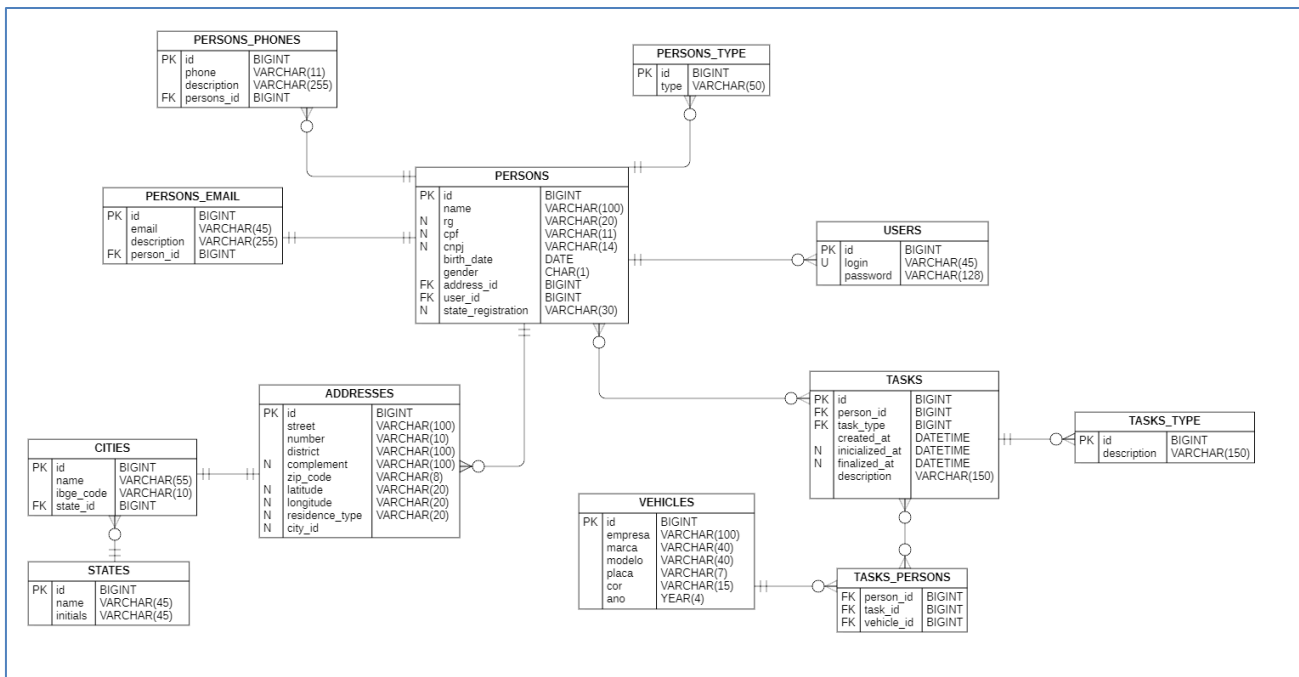 PERSONS_PHONES
PK id BIGINT
phone VARCHAR(11)
description VARCHAR(255)
FK persons_id BIGINT
PERSONS_TYPE
PK id BIGINT
type VARCHAR(50)
PERSONS
PK id BIGINT
name VARCHAR(100)
N rg VARCHAR(20)
N cpf VARCHAR(11)
N cnpj VARCHAR(14)
birth_date DATE
gender CHAR(1)
FK address_id BIGINT
FK user_id BIGINT
N state_registration VARCHAR(30)
PERSONS_EMAIL
PK id BIGINT
email VARCHAR(45)
description VARCHAR(255)
FK person_id BIGINT
USERS
PK id BIGINT
U login VARCHAR(45)
password VARCHAR(128)
ADDRESSES
PK id BIGINT
street VARCHAR(100)
number VARCHAR(10)
district VARCHAR(100)
N complement VARCHAR(100)
zip_code VARCHAR(8)
N latitude VARCHAR(20)
N longitude VARCHAR(20)
N residence_type VARCHAR(20)
N city_id
TASKS
PK id BIGINT
FK person_id BIGINT
FK task_type BIGINT
created_at DATETIME
N inicialized_at DATETIME
N finalized_at DATETIME
description VARCHAR(150)
TASKS_TYPE
PK id BIGINT
description VARCHAR(150)
CITIES
PK id BIGINT
name VARCHAR(55)
ibge_code VARCHAR(10)
FK state_id BIGINT
VEHICLES
PK id BIGINT
empresa VARCHAR(100)
marca VARCHAR(40)
modelo VARCHAR(40)
placa VARCHAR(7)
cor VARCHAR(15)
ano YEAR(4)
STATES
PK id BIGINT
name VARCHAR(45)
initials VARCHAR(45)
TASKS_PERSONS
FK person_id BIGINT
FK task_id BIGINT
FK vehicle_id BIGINT